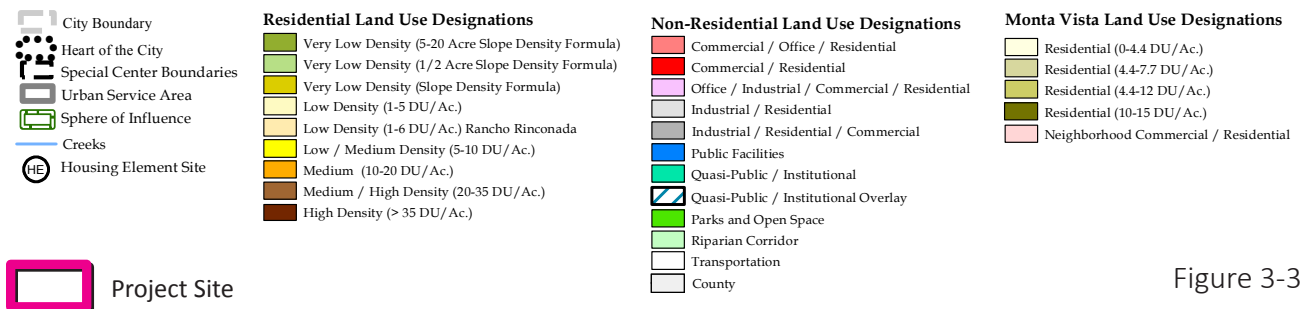 City Boundary
Heart of the City
Special Center Boundaries
Urban Service Area
Sphere of Influence
Creeks
HE Housing Element Site
Residential Land Use Designations
Very Low Density (5-20 Acre Slope Density Formula)
Very Low Density (1/2 Acre Slope Density Formula)
Very Low Density (Slope Density Formula)
Low Density (1-5 DU/Ac.)
Low Density (1-6 DU/Ac.) Rancho Rinconada
Low / Medium Density (5-10 DU/Ac.)
Medium (10-20 DU/Ac.)
Medium / High Density (20-35 DU/Ac.)
High Density (> 35 DU/Ac.)
Non-Residential Land Use Designations
Commercial / Office / Residential
Commercial / Residential
Office / Industrial / Commercial / Residential
Industrial / Residential
Industrial / Residential / Commercial
Public Facilities
Quasi-Public / Institutional
Quasi-Public / Institutional Overlay
Parks and Open Space
Riparian Corridor
Transportation
County
Monta Vista Land Use Designations
Residential (0-4.4 DU/Ac.)
Residential (4.4-7.7 DU/Ac.)
Residential (4.4-12 DU/Ac.)
Residential (10-15 DU/Ac.)
Neighborhood Commercial / Residential
Project Site
Figure 3-3